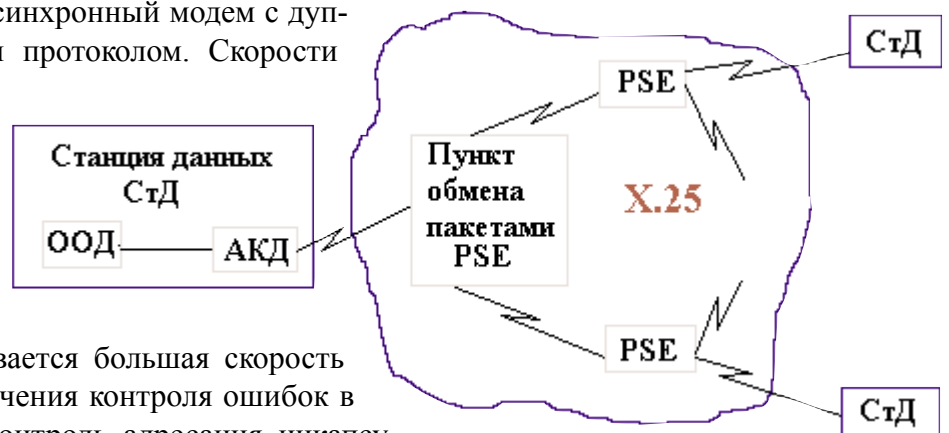 синхронный модем с дуп-
протоколом. Скорости
СтД
PSE
Станция данных
СтД
ООД
АКД
Пункт
обмена
пакетами
PSE
X.25
PSE
вается большая скорость
чения контроля ошибок в
СтД
адресация